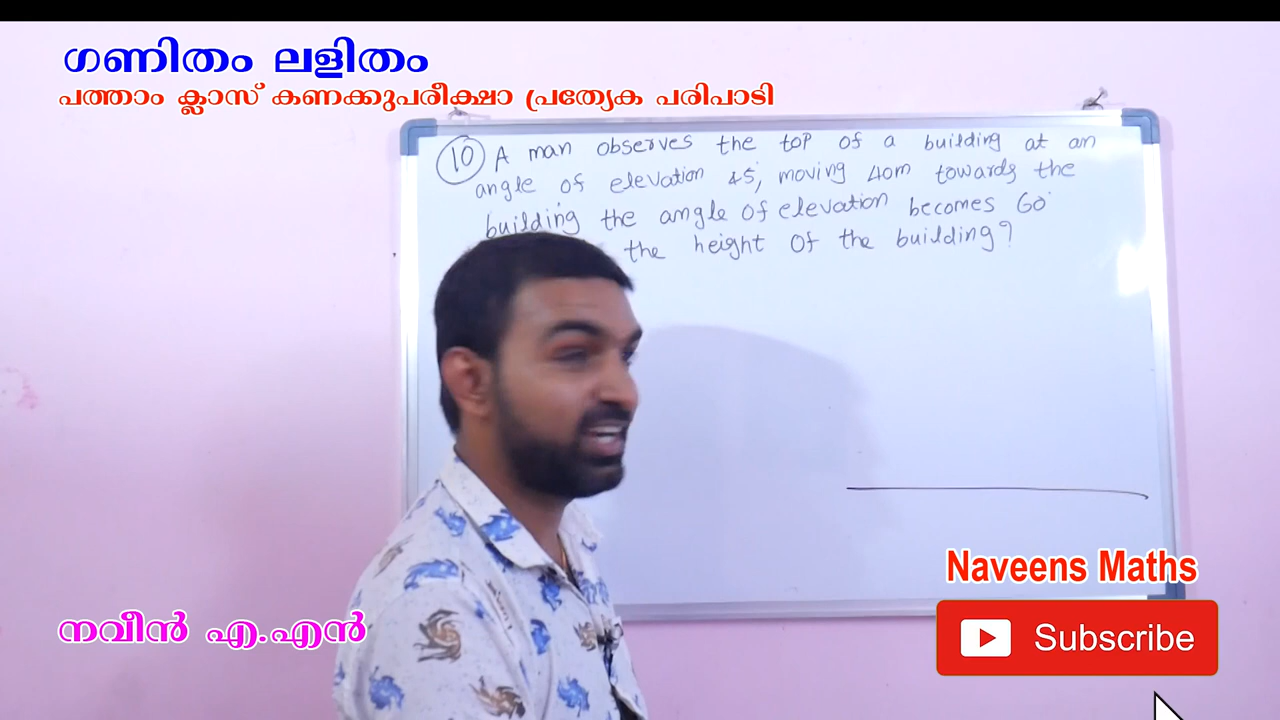 ഗണിതം ലളിതം
പത്താം ക്ലാസ് കണക്കുപരീക്ഷാ പ്രത്യേക പരിപാടി
10 A man observes the top of a building at an
angle of elevation 45°, moving 40m towards the
building the angle of elevation becomes 60°
the height of the building?
Naveens Maths
നവീൻ എ.എൻ
Subscribe